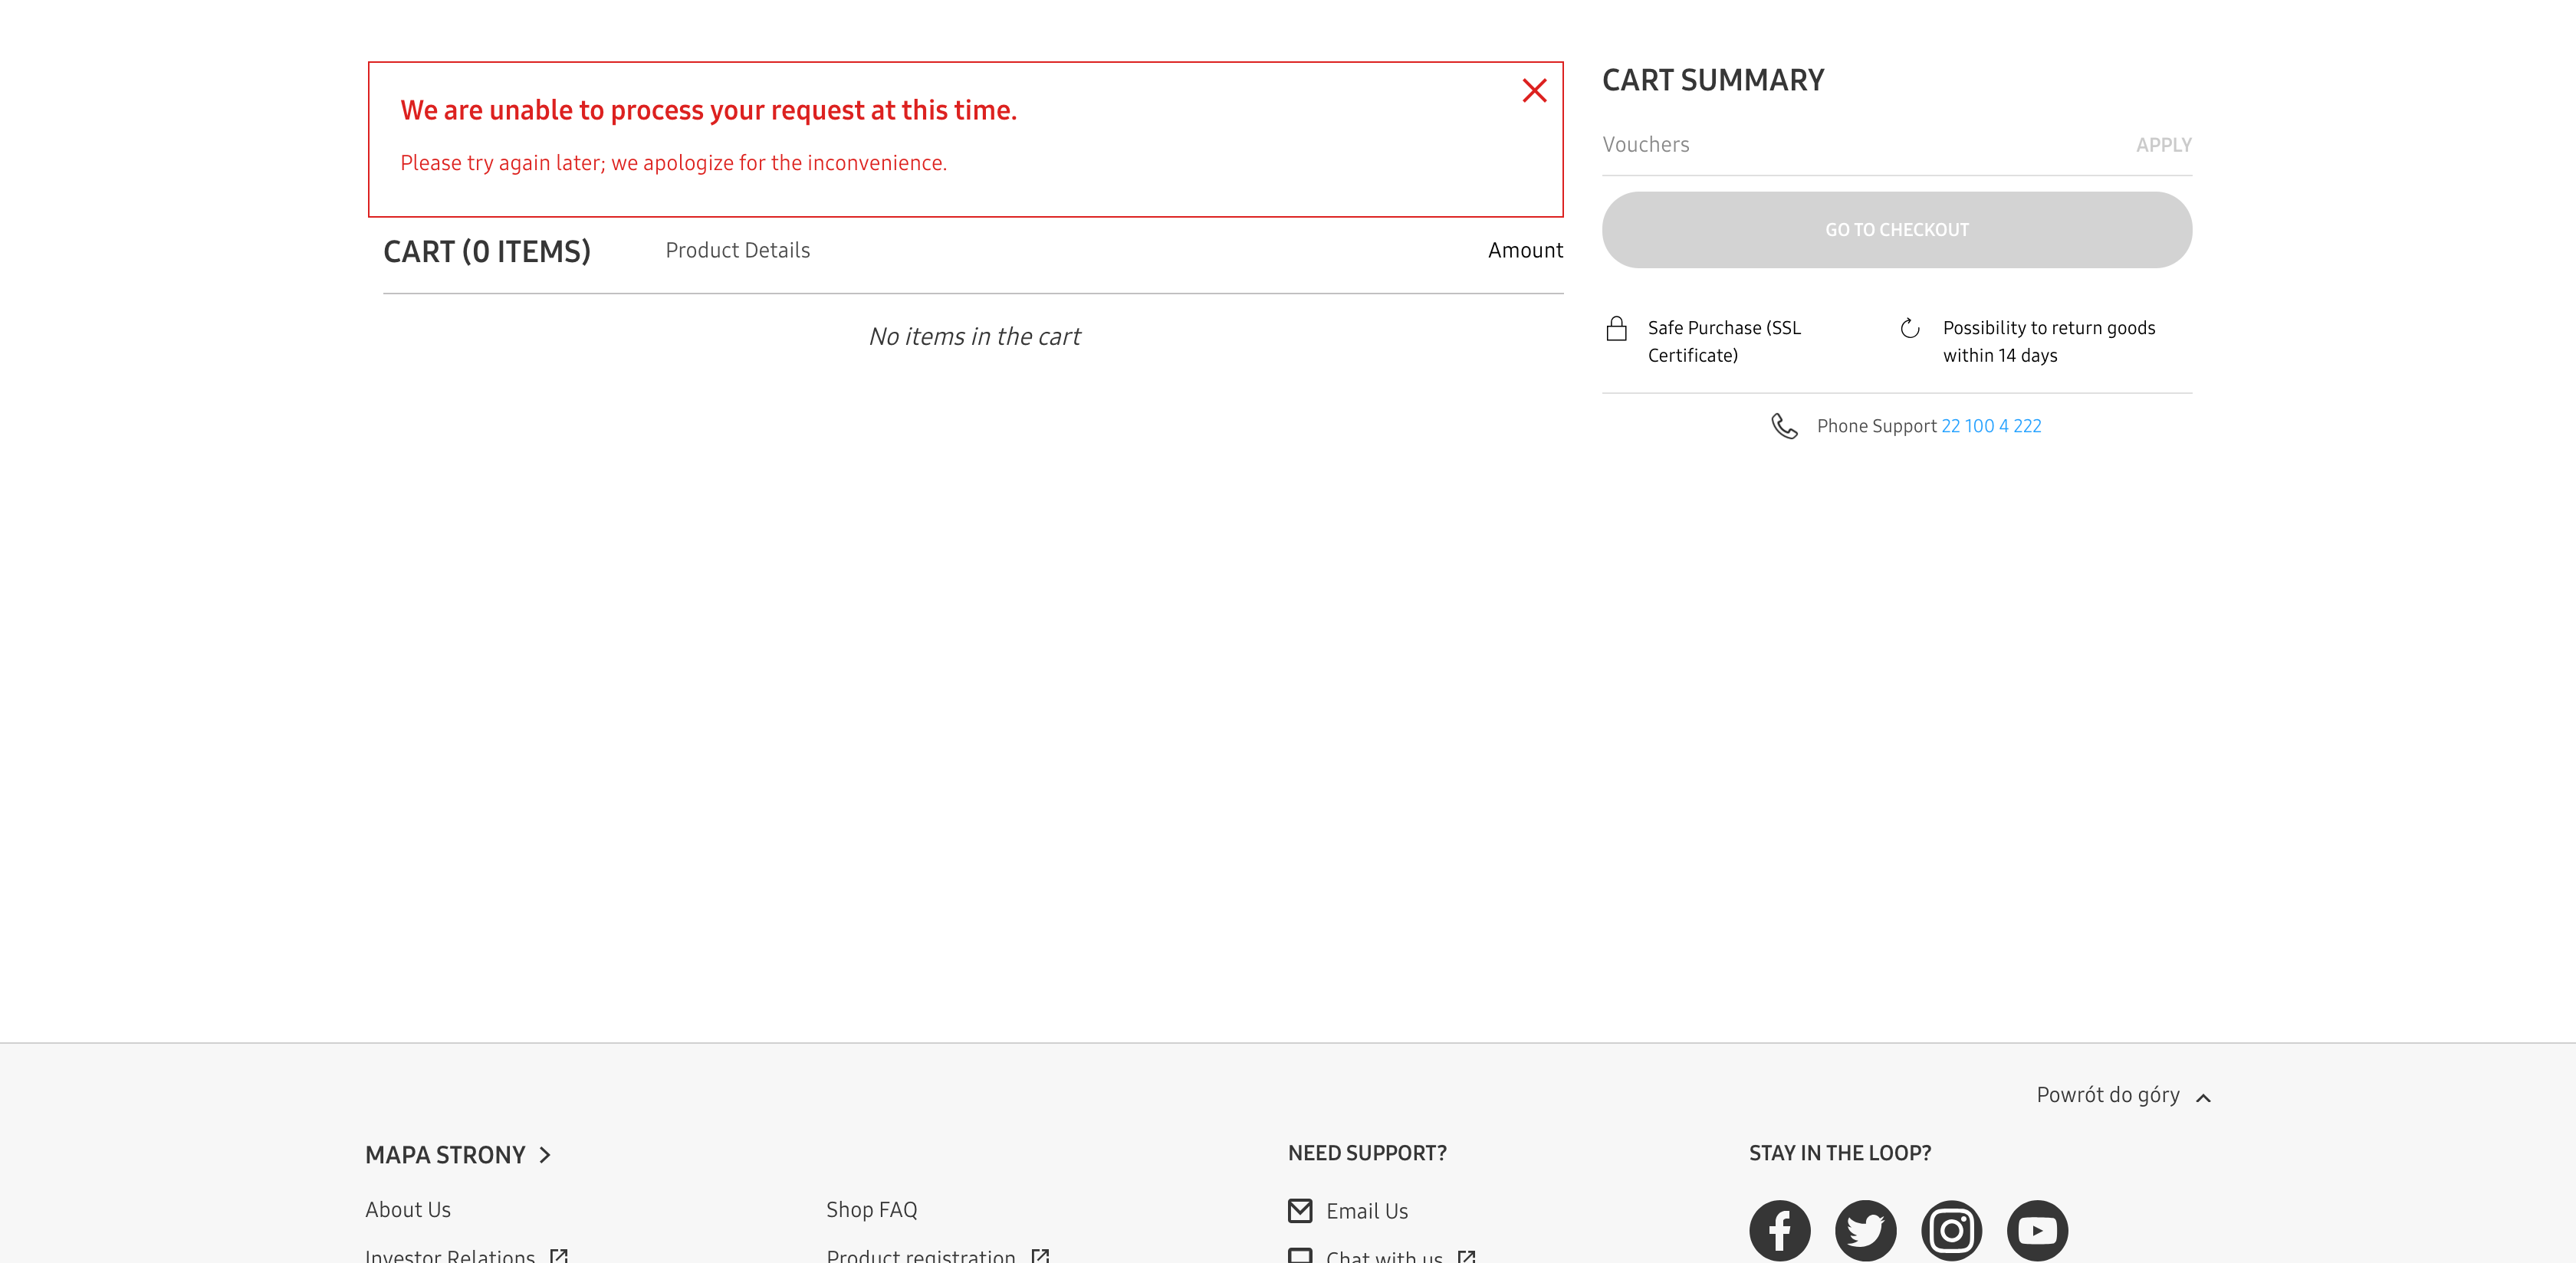 We are unable to process your request at this time.
Please try again later; we apologize for the inconvenience.
CART (0 ITEMS)
Product Details
Amount
No items in the cart
CART SUMMARY
Vouchers
APPLY
GO TO CHECKOUT
Safe Purchase (SSL
Certificate)
Possibility to return goods
within 14 days
Phone Support 22 100 4 222
Powrót do góry
MAPA STRONY
About Us
Investor Relations
Shop FAQ
Product registration
NEED SUPPORT?
Email Us
Chat with us
STAY IN THE LOOP?